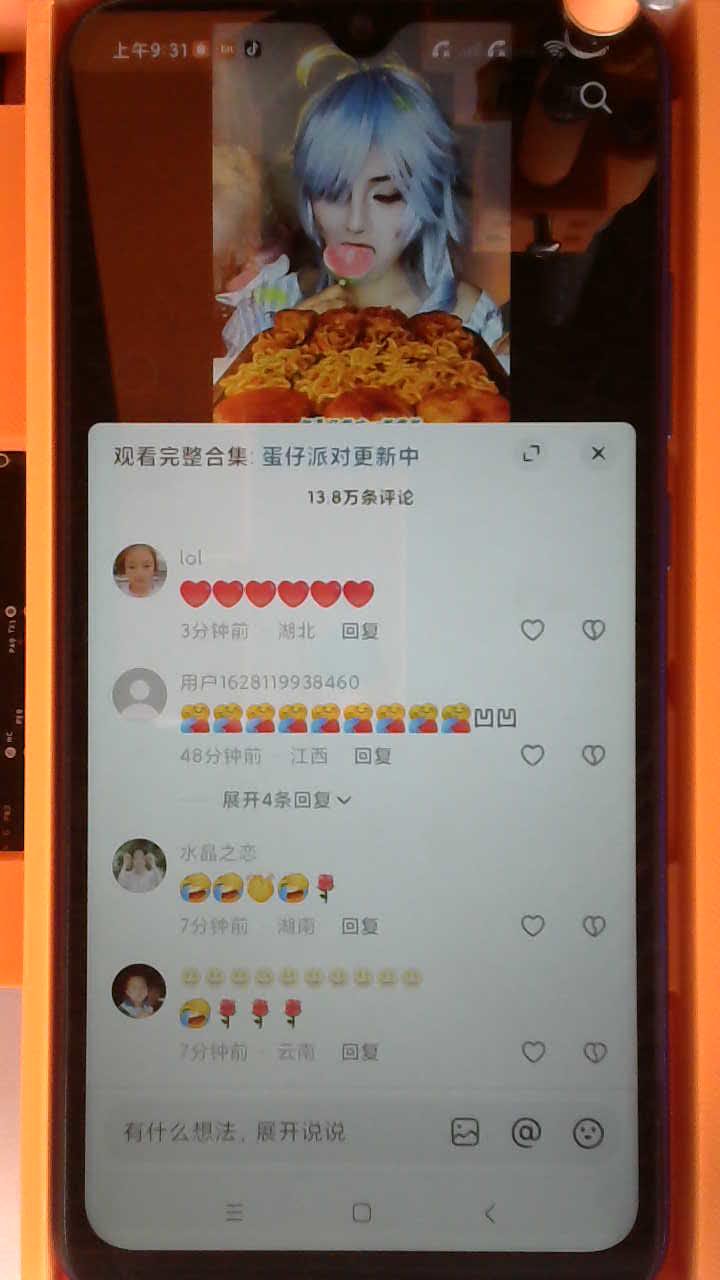 上午9:31
观看完整合集: 蛋仔派对更新中
13.8万条评论
lol
❤️❤️❤️❤️❤️❤️
3分钟前 · 湖北 回复
用户1628119938460
凹凹
48分钟前 · 江西 回复
展开4条回复
水晶之恋
7分钟前 · 湖南 回复
7分钟前 · 云南 回复
有什么想法，展开说说
@